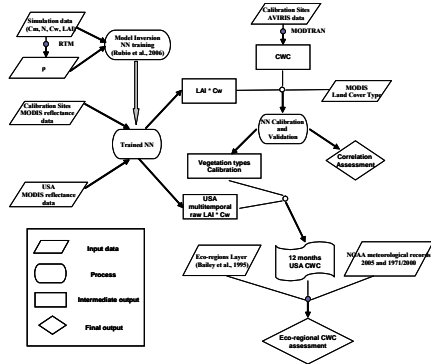 Simulation data
(Cm, N, Cw, LAI)
RTM
ρ
Model Inversion
NN training
(Rubio et al., 2006)
Calibration Sites
AVIRIS data
MODTRAN
CWC
LAI * Cw
MODIS
Land Cover Type
Calibration Sites
MODIS reflectance
data
Trained NN
NN Calibration
and
Validation
Correlation
Assessment
Vegetation types
Calibration
USA
MODIS reflectance
data
USA
multitemporal
raw LAI * Cw
Input data
Process
Intermediate output
Final output
Eco-regions Layer
(Bailey et al., 1995)
12 months
USA CWC
NOAA meteorological records
2005 and 1971/2000
Eco-regional CWC
assessment